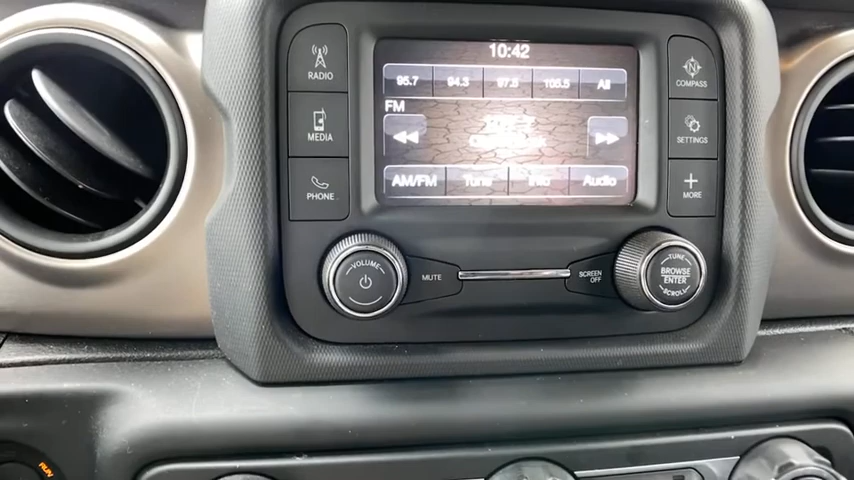 10:42
RADIO
MEDIA
PHONE
95.7 94.3 97.5 105.5 All
FM
AM/FM Tune Info Audio
N
COMPASS
SETTINGS
MORE
VOLUME
MUTE
SCREEN
OFF
TUNE
BROWSE
ENTER
SCROLL
RUN